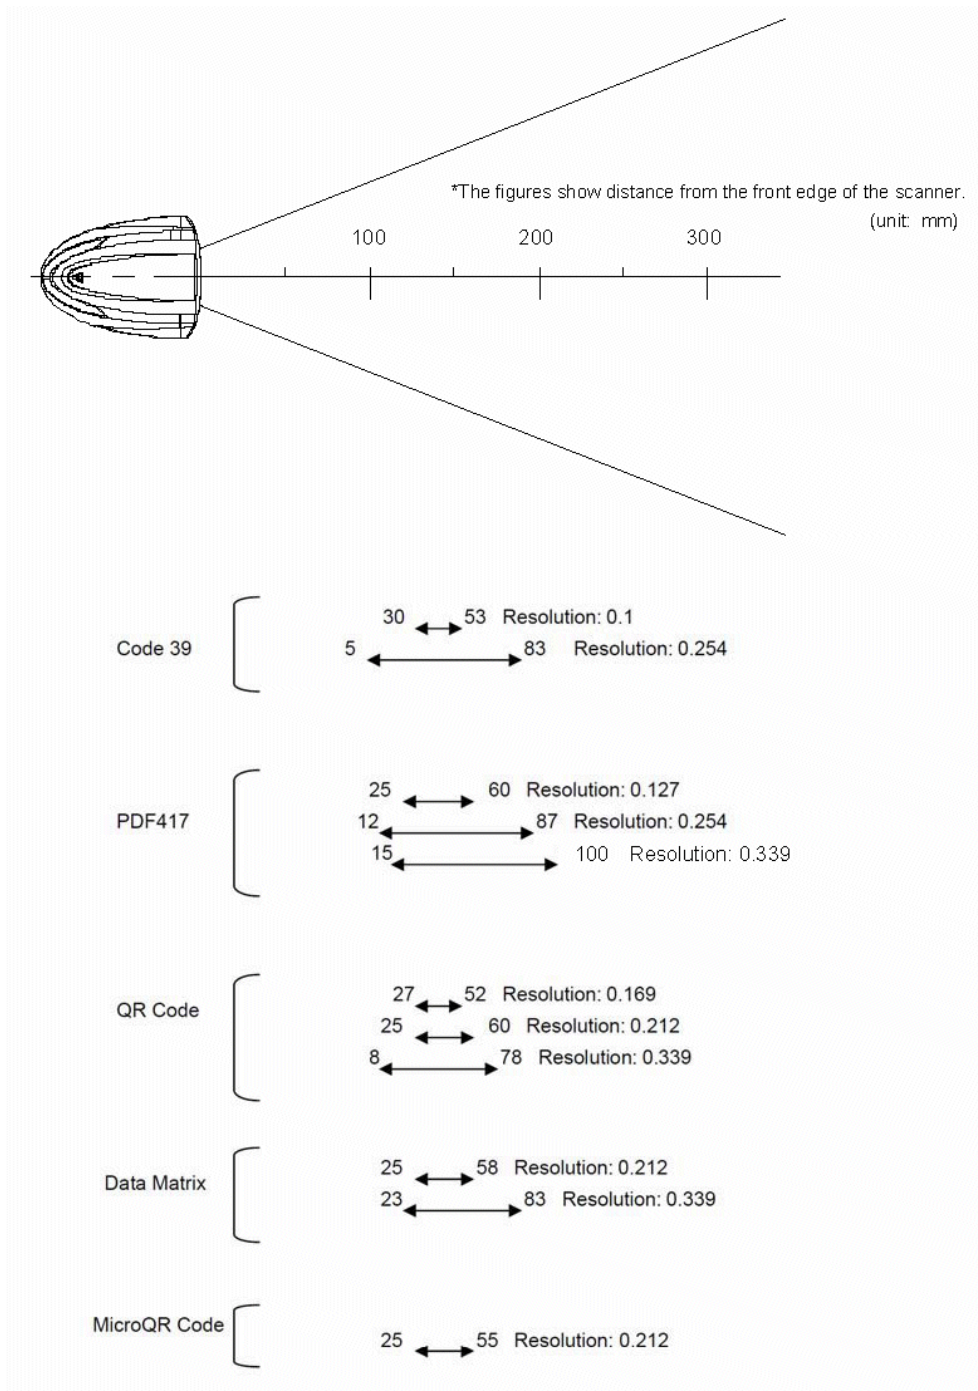 *The figures show distance from the front edge of the scanner.
(unit: mm)
100 200 300
Code 39
30 53 Resolution: 0.1
5 83 Resolution: 0.254
PDF417
25 60 Resolution: 0.127
12 87 Resolution: 0.254
15 100 Resolution: 0.339
QR Code
27 52 Resolution: 0.169
25 60 Resolution: 0.212
8 78 Resolution: 0.339
Data Matrix
25 58 Resolution: 0.212
23 83 Resolution: 0.339
MicroQR Code
25 55 Resolution: 0.212